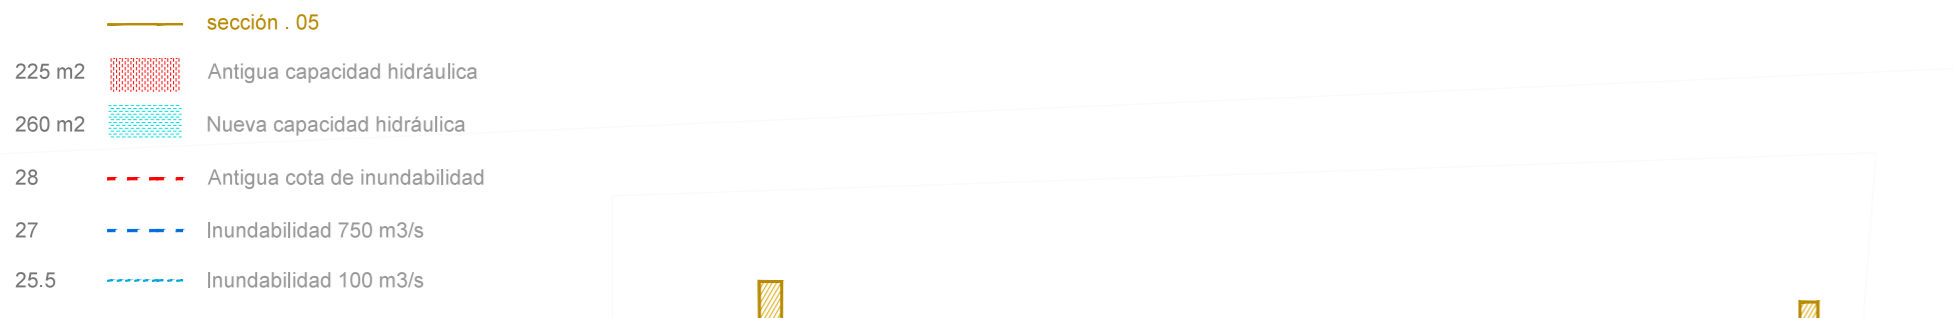 sección . 05
225 m2 Antigua capacidad hidráulica
260 m2 Nueva capacidad hidráulica
28 Antigua cota de inundabilidad
27 Inundabilidad 750 m3/s
25.5 Inundabilidad 100 m3/s